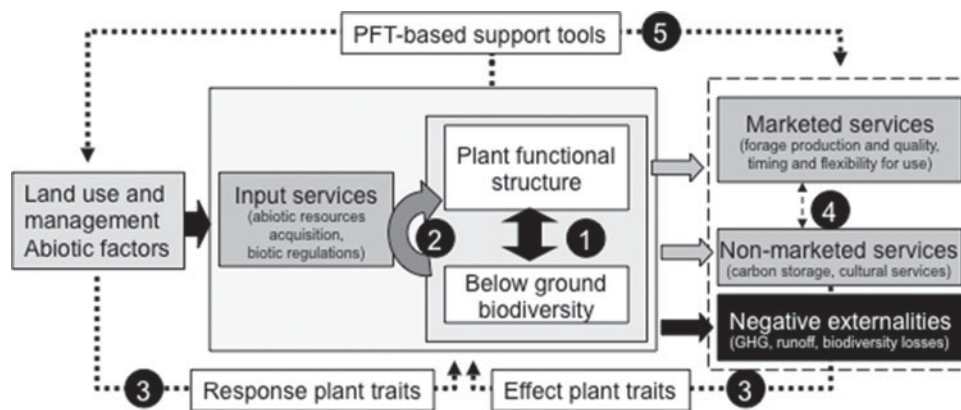 PFT-based support tools
5
Land use and
management
Abiotic factors
Input services
(abiotic resources
acquisition,
biotic regulations)
2
Plant functional
structure
1
Below ground
biodiversity
Marketed services
(forage production and quality,
timing and flexibility for use)
4
Non-marketed services
(carbon storage, cultural services)
Negative externalities
(GHG, runoff, biodiversity losses)
3
Response plant traits
Effect plant traits
3